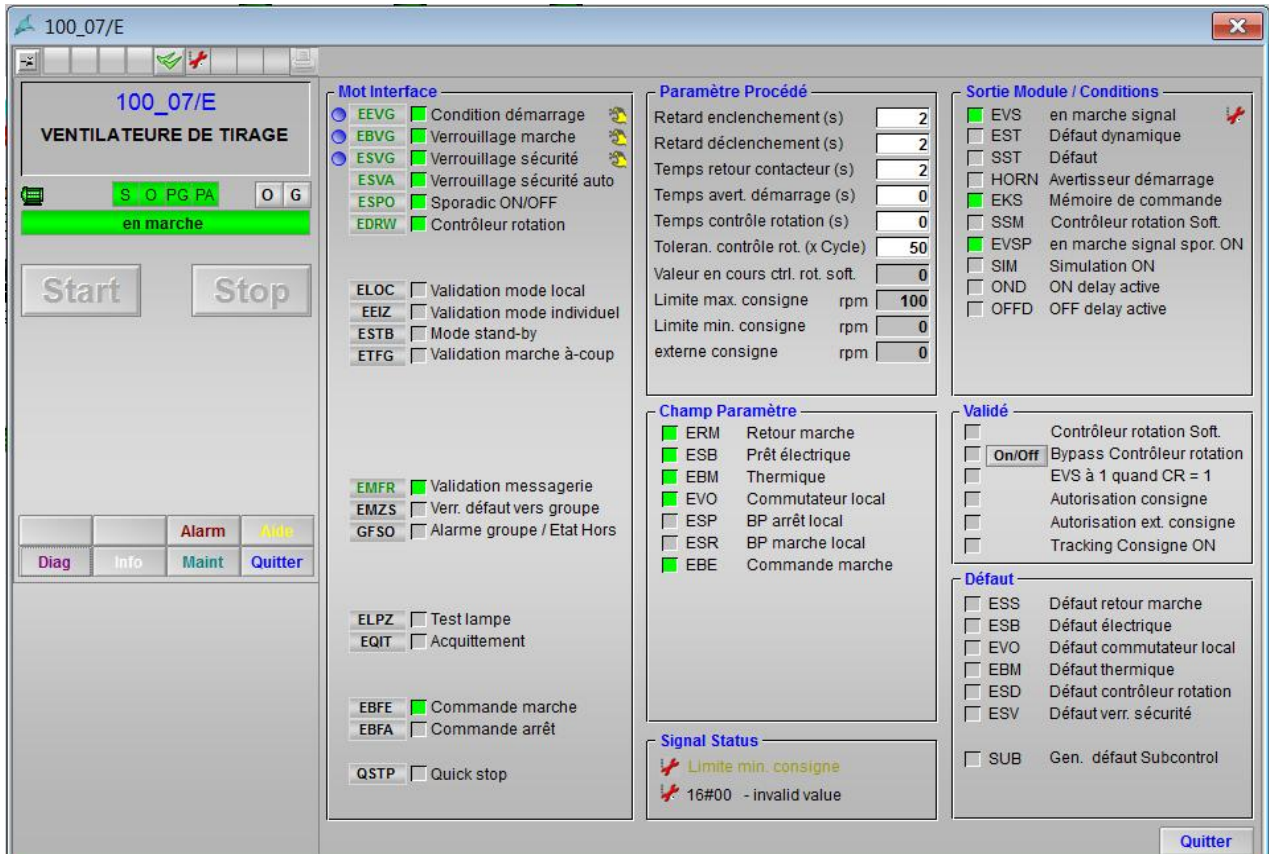 100_07/E
100_07/E
VENTILATEURE DE TIRAGE
S O PG PA O G
en marche
Start Stop
Alarm Aide
Diag Info Maint Quitter
Mot Interface
EEVG Condition démarrage
EBVG Verrouillage marche
ESVG Verrouillage sécurité
ESVA Verrouillage sécurité auto
ESPO Sporadic ON/OFF
EDRW Contrôleur rotation
ELOC Validation mode local
EEIZ Validation mode individuel
ESTB Mode stand-by
ETFG Validation marche à-coup
EMFR Validation messagerie
EMZS Verr. défaut vers groupe
GFSO Alarme groupe / Etat Hors
ELPZ Test lampe
EQIT Acquittement
EBFE Commande marche
EBFA Commande arrêt
QSTP Quick stop
Paramètre Procédé
Retard enclenchement (s) 2
Retard déclenchement (s) 2
Temps retour contacteur (s) 2
Temps avert. démarrage (s) 0
Temps contrôle rotation (s) 0
Toleran. contrôle rot. (x Cycle) 50
Valeur en cours ctrl. rot. soft. 0
Limite max. consigne rpm 100
Limite min. consigne rpm 0
externe consigne rpm 0
Champ Paramètre
ERM Retour marche
ESB Prêt électrique
EBM Thermique
EVO Commutateur local
ESP BP arrêt local
ESR BP marche local
EBE Commande marche
Signal Status
Limite min. consigne
16#00 - invalid value
Sortie Module / Conditions
EVS en marche signal
EST Défaut dynamique
SST Défaut
HORN Avertisseur démarrage
EKS Mémoire de commande
SSM Contrôleur rotation Soft.
EVSP en marche signal spor. ON
SIM Simulation ON
OND ON delay active
OFFD OFF delay active
Validé
Contrôleur rotation Soft.
On/Off Bypass Contrôleur rotation
EVS à 1 quand CR = 1
Autorisation consigne
Autorisation ext. consigne
Tracking Consigne ON
Défaut
ESS Défaut retour marche
ESB Défaut électrique
EVO Défaut commutateur local
EBM Défaut thermique
ESD Défaut contrôleur rotation
ESV Défaut verr. sécurité
SUB Gen. défaut Subcontrol
Quitter